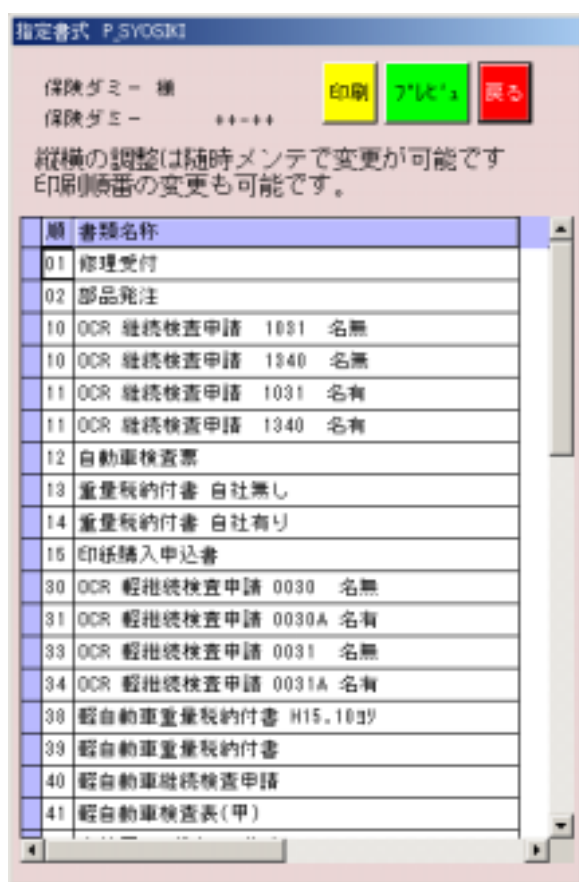 指定書式 P_SYOSIKI
保険ダミー 様
印刷 プレビュ 戻る
保険ダミー ++-++
縦横の調整は随時メンテで変更が可能です
印刷順番の変更も可能です。
順 書類名称
01 修理受付
02 部品発注
10 OCR 継続検査申請 1031 名無
10 OCR 継続検査申請 1340 名無
11 OCR 継続検査申請 1031 名有
11 OCR 継続検査申請 1340 名有
12 自動車検査票
13 重量税納付書 自社無し
14 重量税納付書 自社有り
15 印紙購入申込書
30 OCR 軽継続検査申請 0030 名無
31 OCR 軽継続検査申請 0030A 名有
33 OCR 軽継続検査申請 0031 名無
34 OCR 軽継続検査申請 0031A 名有
38 軽自動車重量税納付書 H15.10ヨリ
39 軽自動車重量税納付書
40 軽自動車継続検査申請
41 軽自動車検査表(甲)